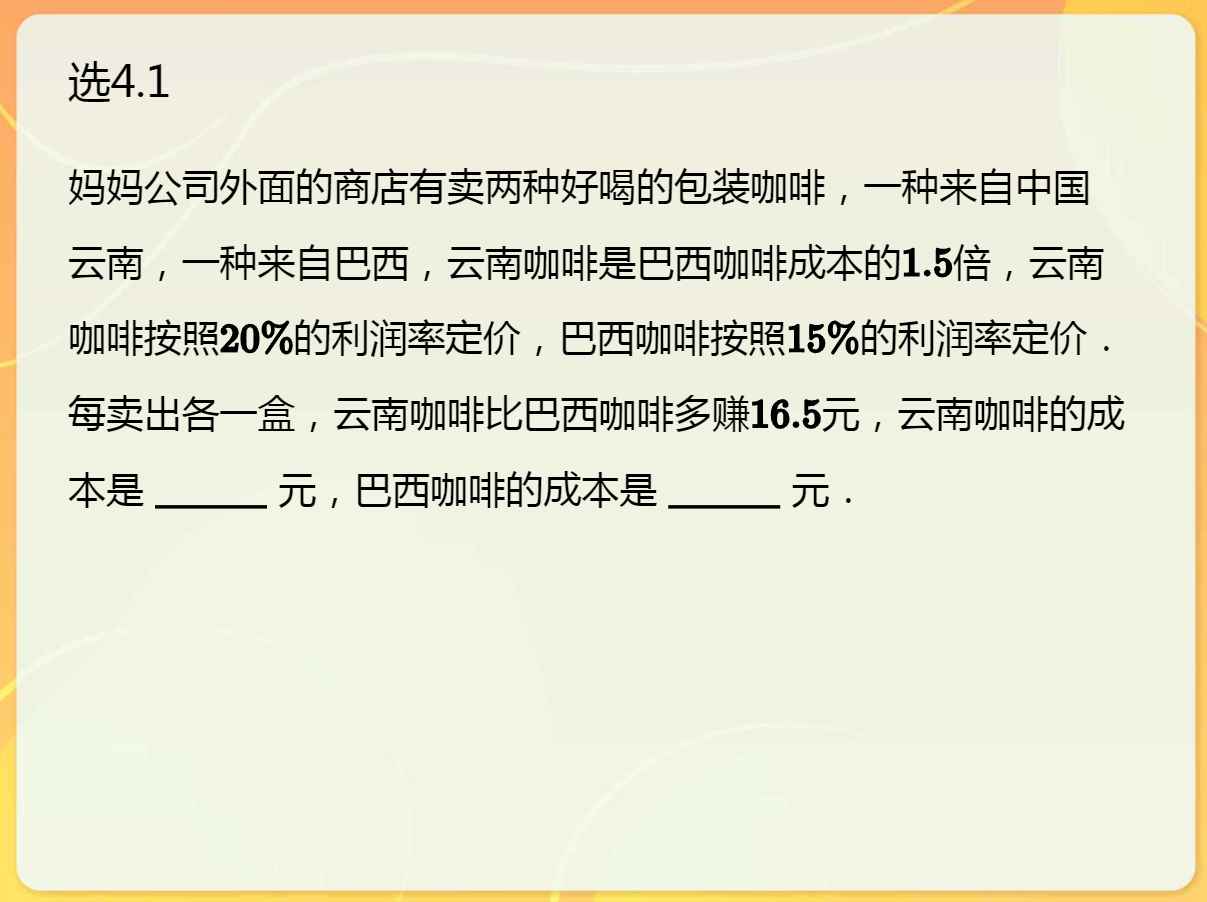 选4.1
妈妈公司外面的商店有卖两种好喝的包装咖啡，一种来自中国
云南，一种来自巴西，云南咖啡是巴西咖啡成本的1.5倍，云南
咖啡按照20%的利润率定价，巴西咖啡按照15%的利润率定价．
每卖出各一盒，云南咖啡比巴西咖啡多赚16.5元，云南咖啡的成
本是 ______ 元，巴西咖啡的成本是 ______ 元．